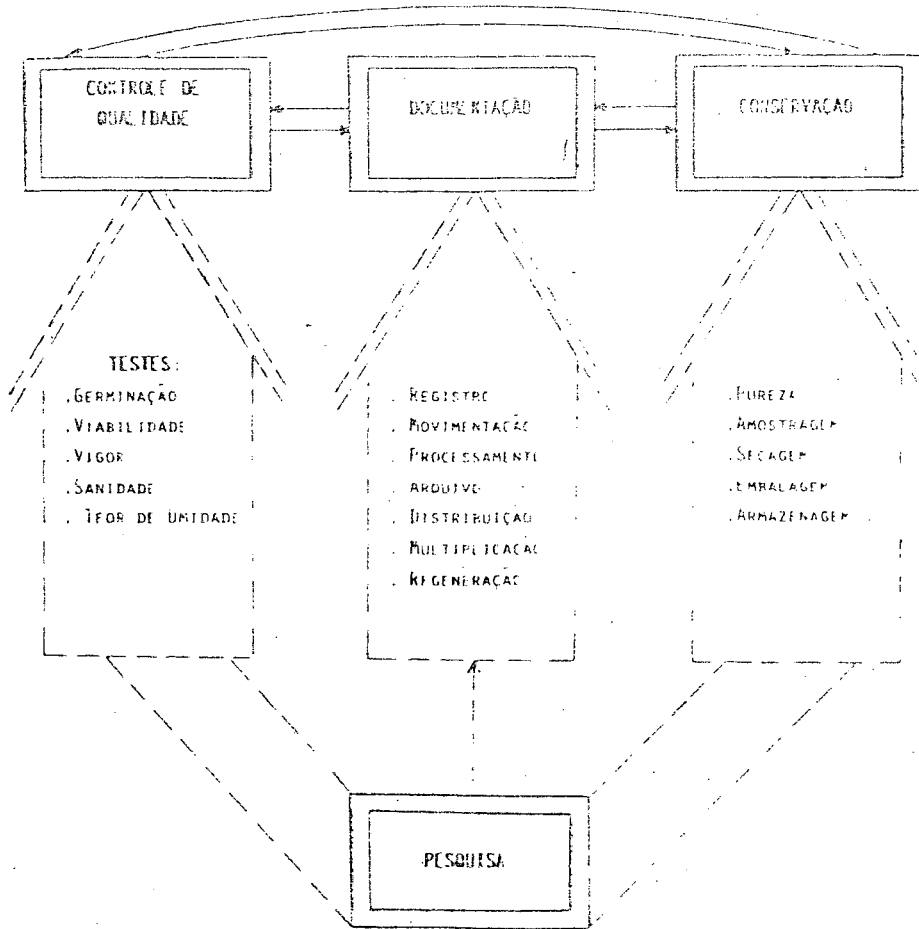 CONTROLE DE
QUALIDADE
DOCUMENTAÇÃO
CONSERVAÇÃO
TESTES:
.GERMINAÇÃO
.VIABILIDADE
.VIGOR
.SANIDADE
. TEOR DE UMIDADE
. REGISTRO
. MOVIMENTAÇÃO
. PROCESSAMENTO
. ARQUIVO
. DISTRIBUIÇÃO
. MULTIPLICAÇÃO
. REGENERAÇÃO
.PUREZA
.AMOSTRAGEM
.SECAGEM
.EMBALAGEM
.ARMAZENAGEM
PESQUISA